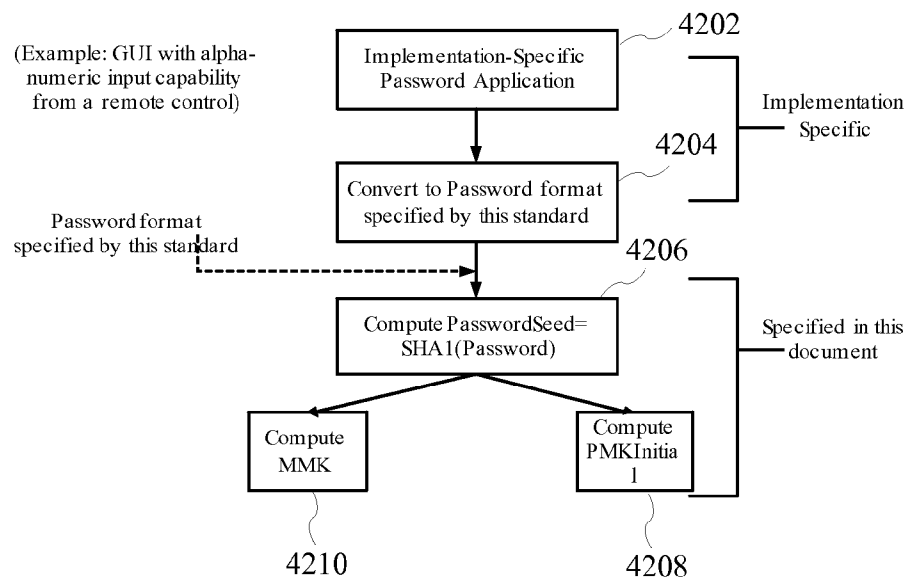 4202
(Example: GUI with alpha-
numeric input capability
from a remote control)
Implementation-Specific
Password Application
Implementation
Specific
4204
Convert to Password format
specified by this standard
Password format
specified by this standard
4206
Compute PasswordSeed=
SHA1(Password)
Specified in this
document
Compute
MMK
Compute
PMKInitia
l
4210
4208